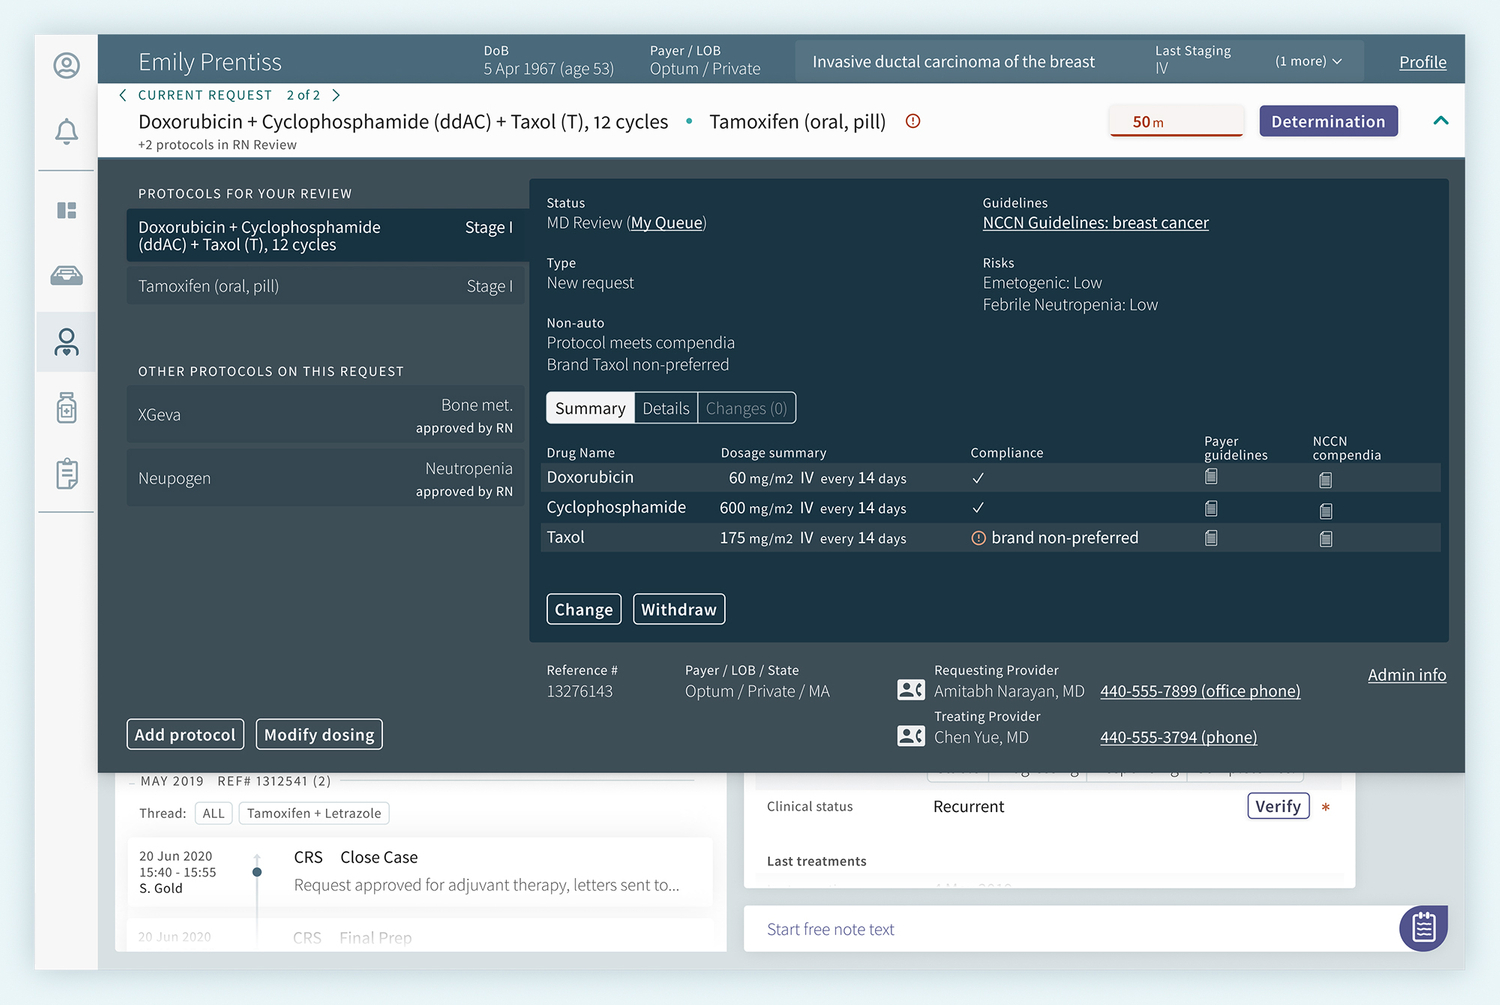 Emily Prentiss
DoB
5 Apr 1967 (age 53)
Payer / LOB
Optum / Private
Invasive ductal carcinoma of the breast
Last Staging
IV
(1 more)
Profile
CURRENT REQUEST 2 of 2
Doxorubicin + Cyclophosphamide (ddAC) + Taxol (T), 12 cycles • Tamoxifen (oral, pill)
+2 protocols in RN Review
50 m
Determination
PROTOCOLS FOR YOUR REVIEW
Doxorubicin + Cyclophosphamide
(ddAC) + Taxol (T), 12 cycles
Stage I
Tamoxifen (oral, pill)
Stage I
OTHER PROTOCOLS ON THIS REQUEST
XGeva
Bone met.
approved by RN
Neupogen
Neutropenia
approved by RN
Add protocol
Modify dosing
Status
MD Review (My Queue)
Type
New request
Non-auto
Protocol meets compendia
Brand Taxol non-preferred
Guidelines
NCCN Guidelines: breast cancer
Risks
Emetogenic: Low
Febrile Neutropenia: Low
Summary
Details
Changes (0)
Drug Name
Dosage summary
Compliance
Payer
guidelines
NCCN
compendia
Doxorubicin 60 mg/m2 IV every 14 days
Cyclophosphamide 600 mg/m2 IV every 14 days
Taxol 175 mg/m2 IV every 14 days brand non-preferred
Change
Withdraw
Reference #
13276143
Payer / LOB / State
Optum / Private / MA
Requesting Provider
Amitabh Narayan, MD 440-555-7899 (office phone)
Treating Provider
Chen Yue, MD 440-555-3794 (phone)
Admin info
MAY 2019 REF# 1312541 (2)
Thread: ALL Tamoxifen + Letrazole
20 Jun 2020
15:40 - 15:55
S. Gold
CRS Close Case
Request approved for adjuvant therapy, letters sent to...
20 Jun 2020
CRS Final Prep
Clinical status Recurrent
Verify *
Last treatments
Start free note text